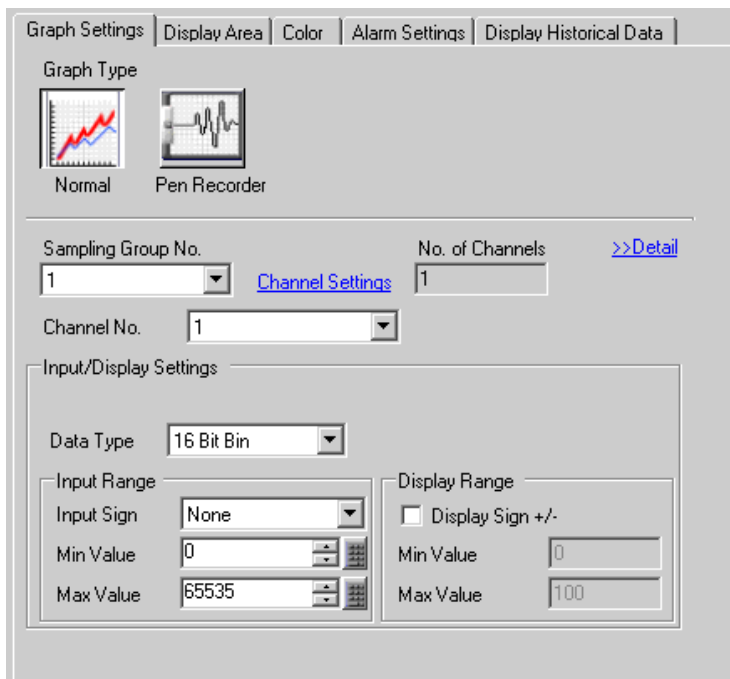 Graph Settings Display Area Color Alarm Settings Display Historical Data
Graph Type
Normal Pen Recorder
Sampling Group No. No. of Channels >>Detail
1 Channel Settings 1
Channel No. 1
Input/Display Settings
Data Type 16 Bit Bin
Input Range Display Range
Input Sign None Display Sign +/-
Min Value 0 Min Value 0
Max Value 65535 Max Value 100